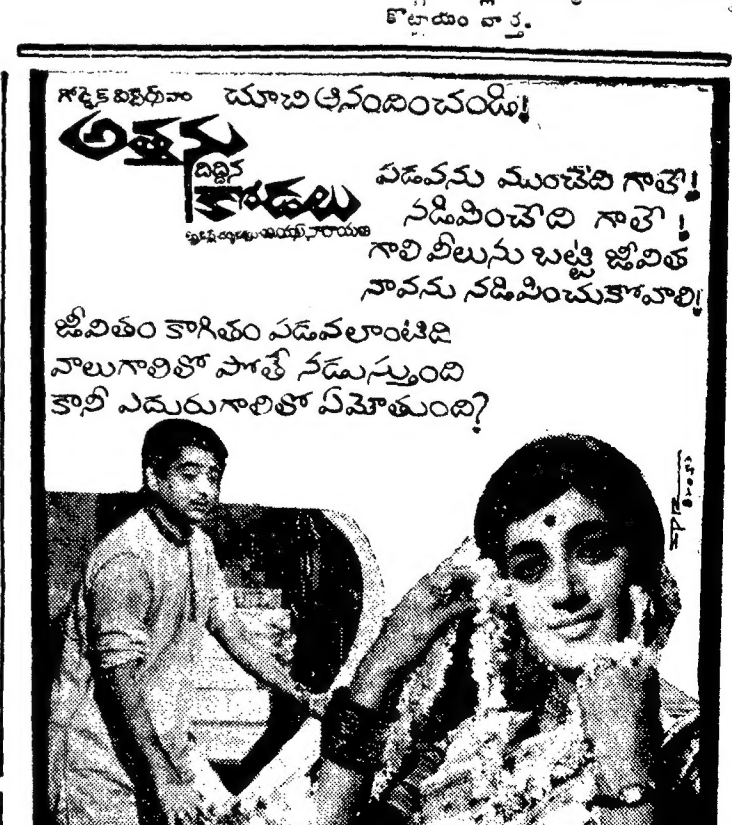 కొట్టాయం వార్త.
చూచి ఆనందించండి!
అత్తను
దిద్దిన
కోడలు
పడవను ముంచేది గాలే!
నడిపించేది గాలే!
గాలి వీలును బట్టి జీవిత
నావను నడిపించుకోవాలి!
జీవితం కాగితం పడవలాంటిది
వాలుగాలితో పోతే నడుస్తుంది
కానీ ఎదురుగాలితో ఏమౌతుంది?